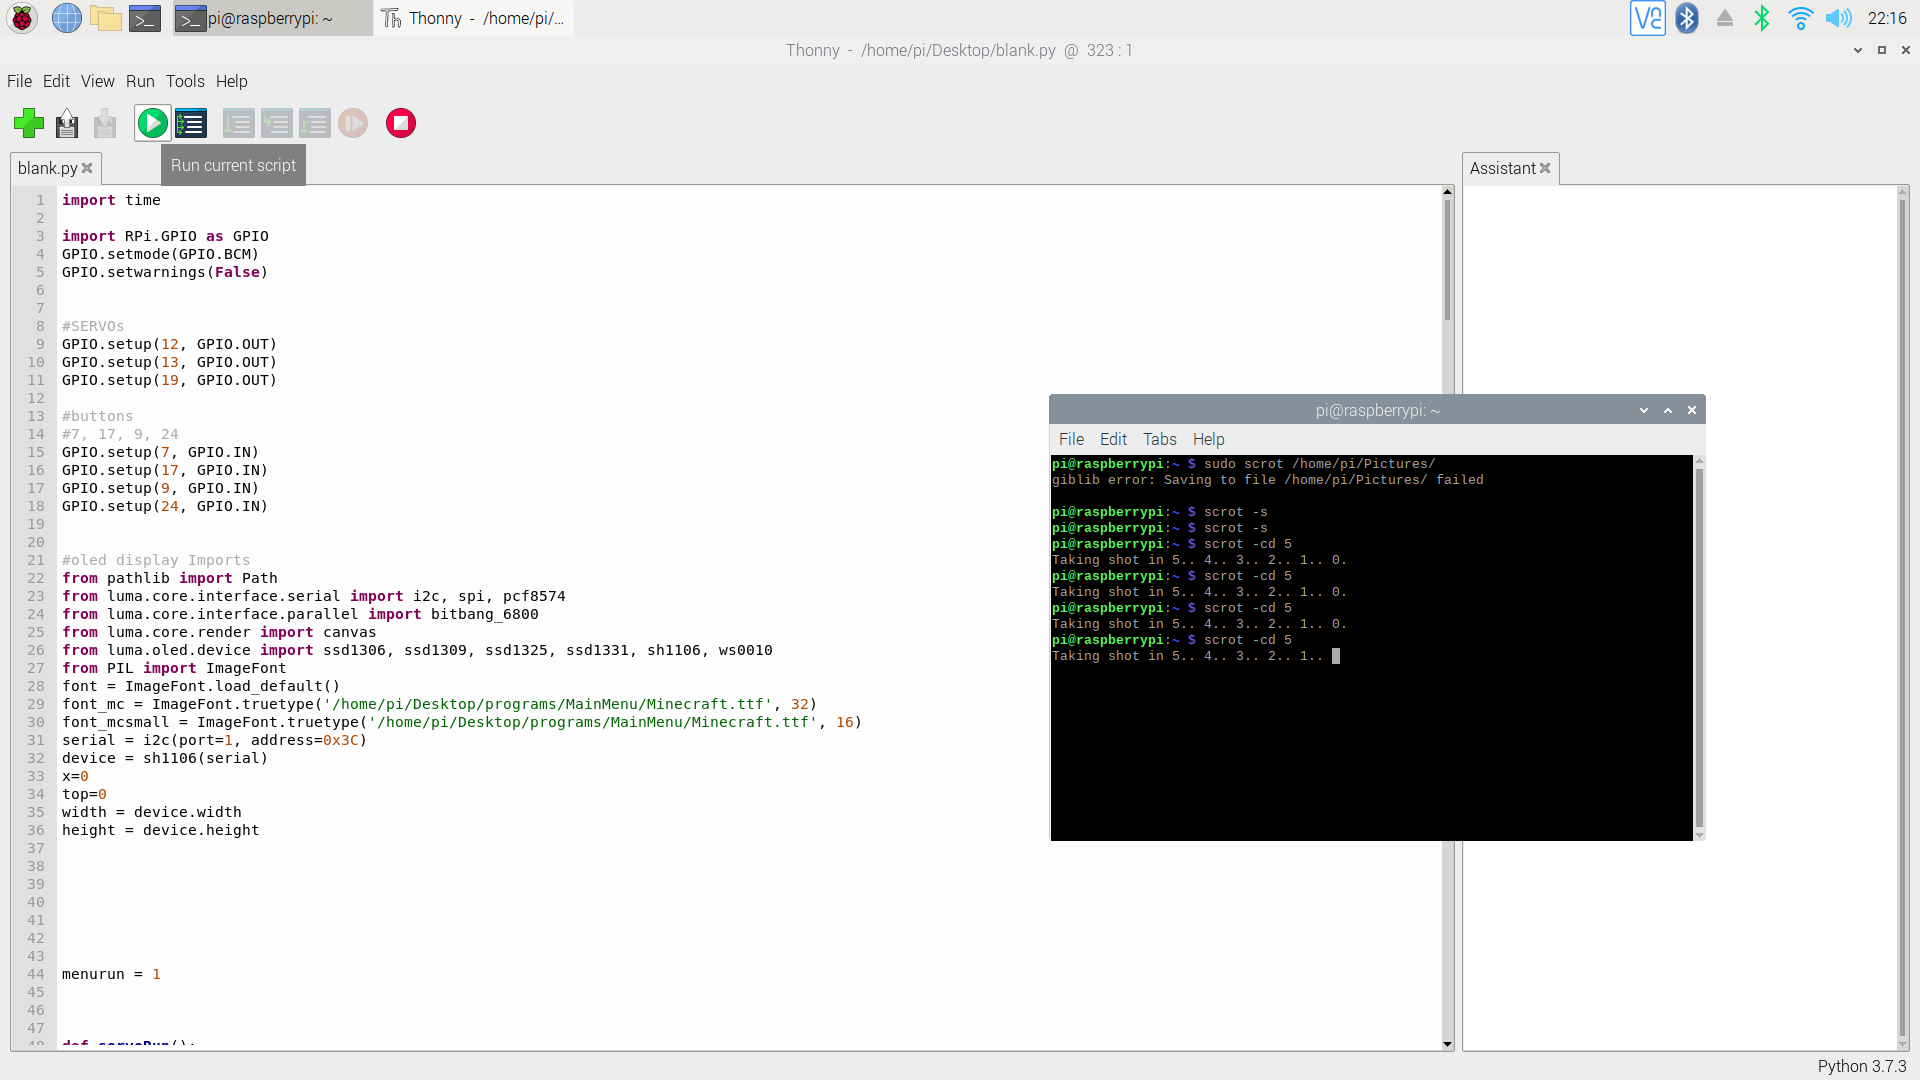 pi@raspberrypi: ~
Thonny - /home/pi/...
22:16
Thonny - /home/pi/Desktop/blank.py @ 323 : 1
File Edit View Run Tools Help
blank.py
Run current script
Assistant
1 import time
2
3 import RPi.GPIO as GPIO
4 GPIO.setmode(GPIO.BCM)
5 GPIO.setwarnings(False)
6
7
8 #SERVOs
9 GPIO.setup(12, GPIO.OUT)
10 GPIO.setup(13, GPIO.OUT)
11 GPIO.setup(19, GPIO.OUT)
12
13 #buttons
14 #7, 17, 9, 24
15 GPIO.setup(7, GPIO.IN)
16 GPIO.setup(17, GPIO.IN)
17 GPIO.setup(9, GPIO.IN)
18 GPIO.setup(24, GPIO.IN)
19
20
21 #oled display Imports
22 from pathlib import Path
23 from luma.core.interface.serial import i2c, spi, pcf8574
24 from luma.core.interface.parallel import bitbang_6800
25 from luma.core.render import canvas
26 from luma.oled.device import ssd1306, ssd1309, ssd1325, ssd1331, sh1106, ws0010
27 from PIL import ImageFont
28 font = ImageFont.load_default()
29 font_mc = ImageFont.truetype('/home/pi/Desktop/programs/MainMenu/Minecraft.ttf', 32)
30 font_mcsmall = ImageFont.truetype('/home/pi/Desktop/programs/MainMenu/Minecraft.ttf', 16)
31 serial = i2c(port=1, address=0x3C)
32 device = sh1106(serial)
33 x=0
34 top=0
35 width = device.width
36 height = device.height
37
38
39
40
41
42
43
44 menurun = 1
45
46
47
48 def servoRun():
pi@raspberrypi: ~
File Edit Tabs Help
pi@raspberrypi:~ $ sudo scrot /home/pi/Pictures/
giblib error: Saving to file /home/pi/Pictures/ failed
pi@raspberrypi:~ $ scrot -s
pi@raspberrypi:~ $ scrot -s
pi@raspberrypi:~ $ scrot -cd 5
Taking shot in 5.. 4.. 3.. 2.. 1.. 0.
pi@raspberrypi:~ $ scrot -cd 5
Taking shot in 5.. 4.. 3.. 2.. 1.. 0.
pi@raspberrypi:~ $ scrot -cd 5
Taking shot in 5.. 4.. 3.. 2.. 1.. 0.
pi@raspberrypi:~ $ scrot -cd 5
Taking shot in 5.. 4.. 3.. 2.. 1..
Python 3.7.3